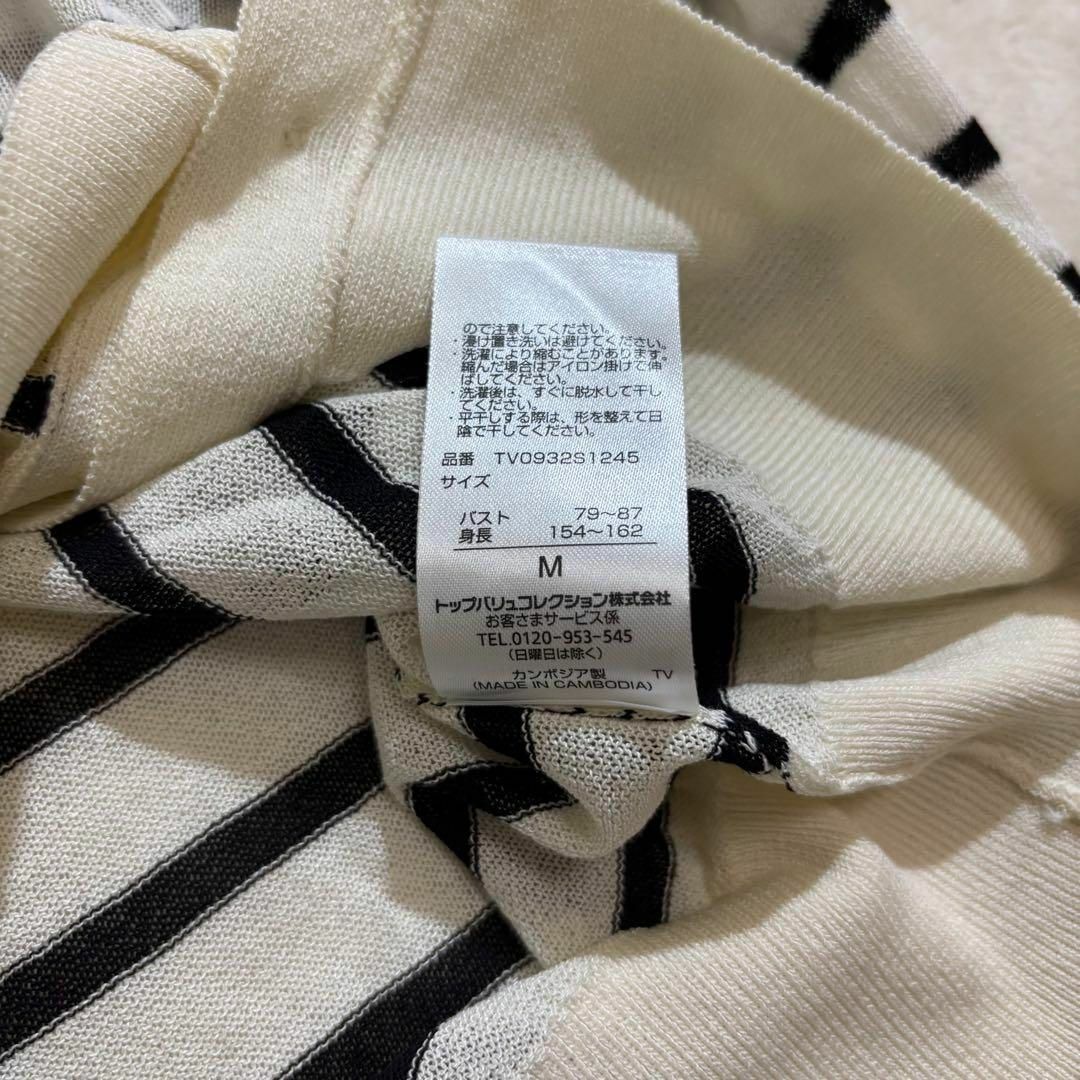 ので注意してください。
・浸け置き洗いは避けてください。
・洗濯により縮むことがあります。
縮んだ場合はアイロン掛けで伸
ばしてください。
・洗濯後は、すぐに脱水して干し
てください。
・平干しする際は、形を整えて日
陰で干してください。
品番 TV0932S1245
サイズ
バスト 79〜87
身長 154〜162
M
トップバリュコレクション株式会社
お客さまサービス係
TEL.0120-953-545
(日曜日は除く)
カンボジア製 TV
(MADE IN CAMBODIA)